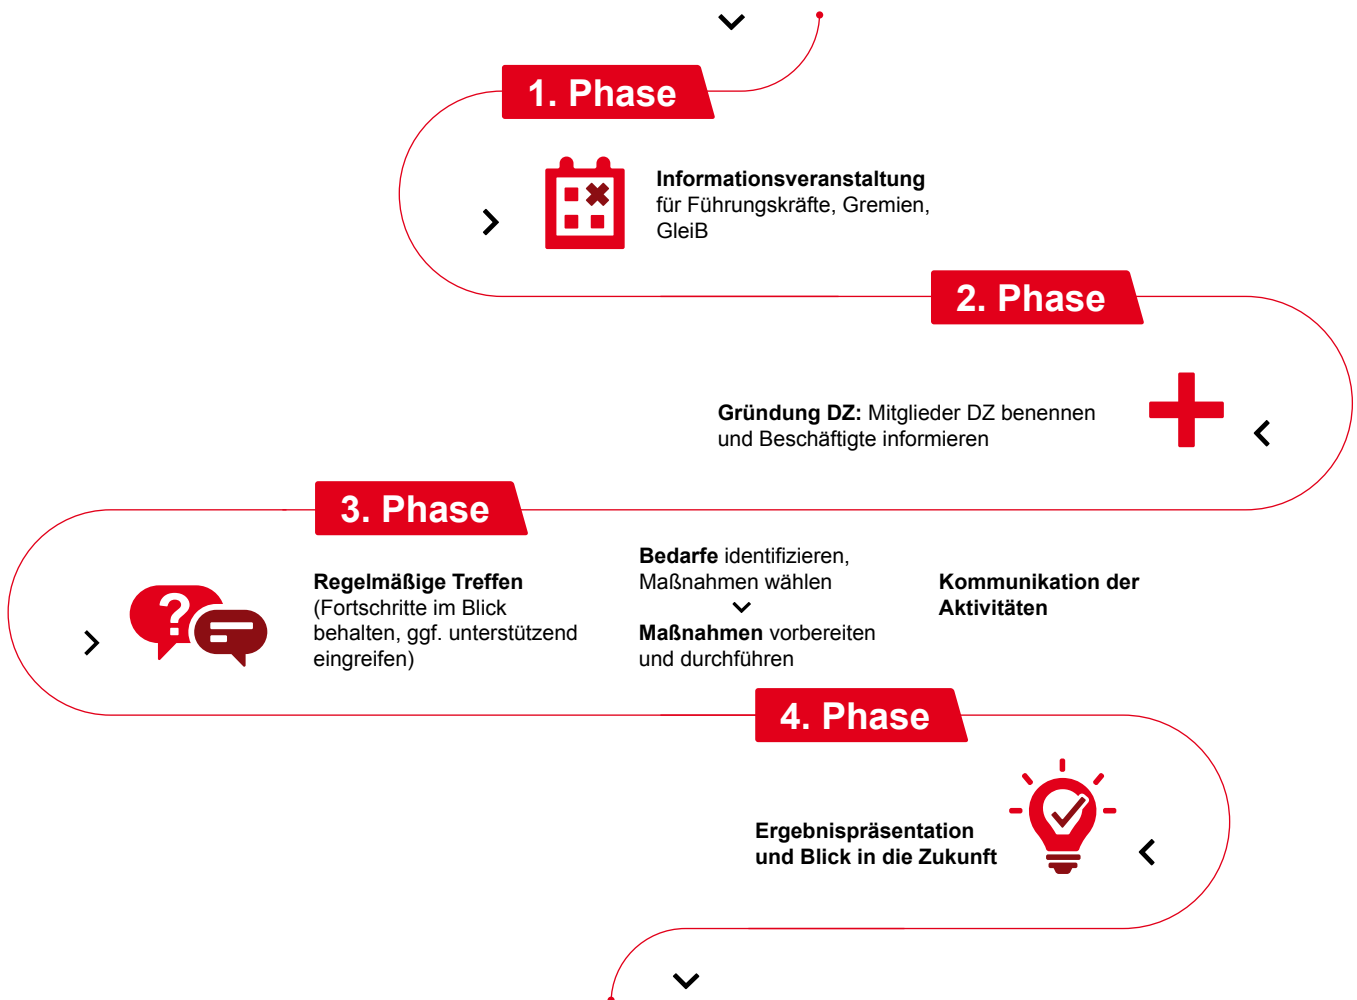 1. Phase
Informationsveranstaltung
für Führungskräfte, Gremien,
GleiB
2. Phase
Gründung DZ: Mitglieder DZ benennen
und Beschäftigte informieren
3. Phase
Regelmäßige Treffen
(Fortschritte im Blick
behalten, ggf. unterstützend
eingreifen)
Bedarfe identifizieren,
Maßnahmen wählen
Maßnahmen vorbereiten
und durchführen
Kommunikation der
Aktivitäten
4. Phase
Ergebnispräsentation
und Blick in die Zukunft